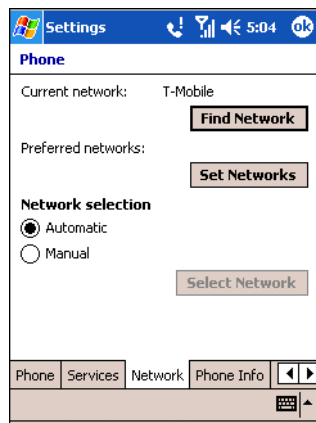 Settings 5:04 ok
Phone
Current network: T-Mobile
Find Network
Preferred networks:
Set Networks
Network selection
Automatic
Manual
Select Network
Phone Services Network Phone Info